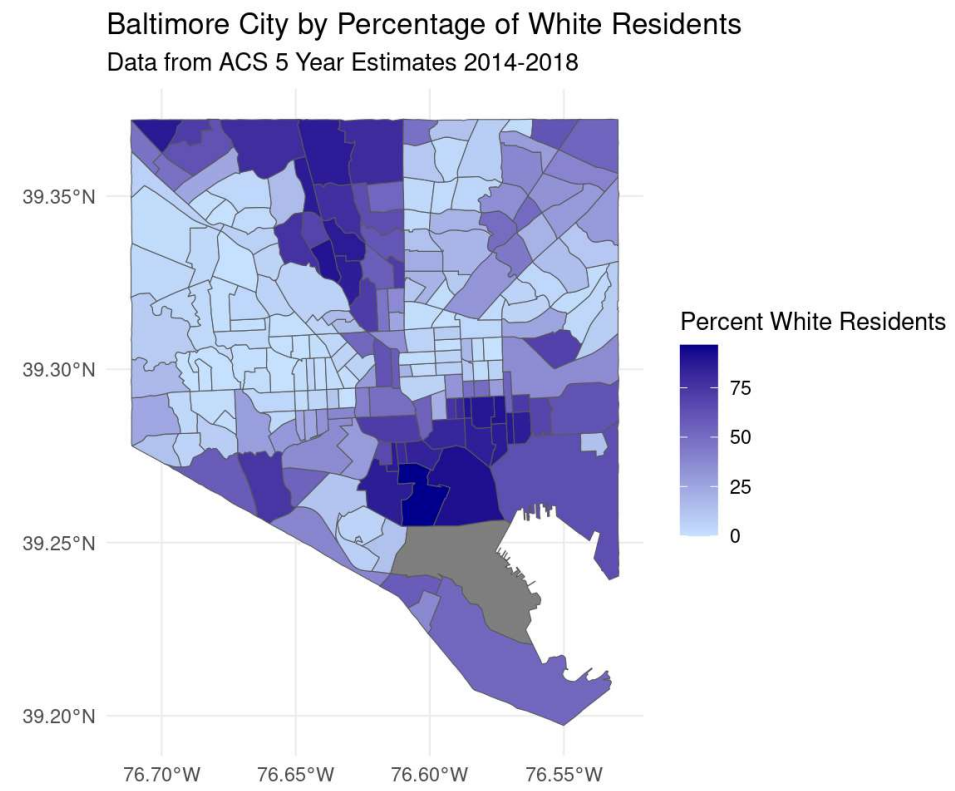 Baltimore City by Percentage of White Residents
Data from ACS 5 Year Estimates 2014-2018
39.35°N
39.30°N
39.25°N
39.20°N
76.70°W 76.65°W 76.60°W 76.55°W
Percent White Residents
75
50
25
0